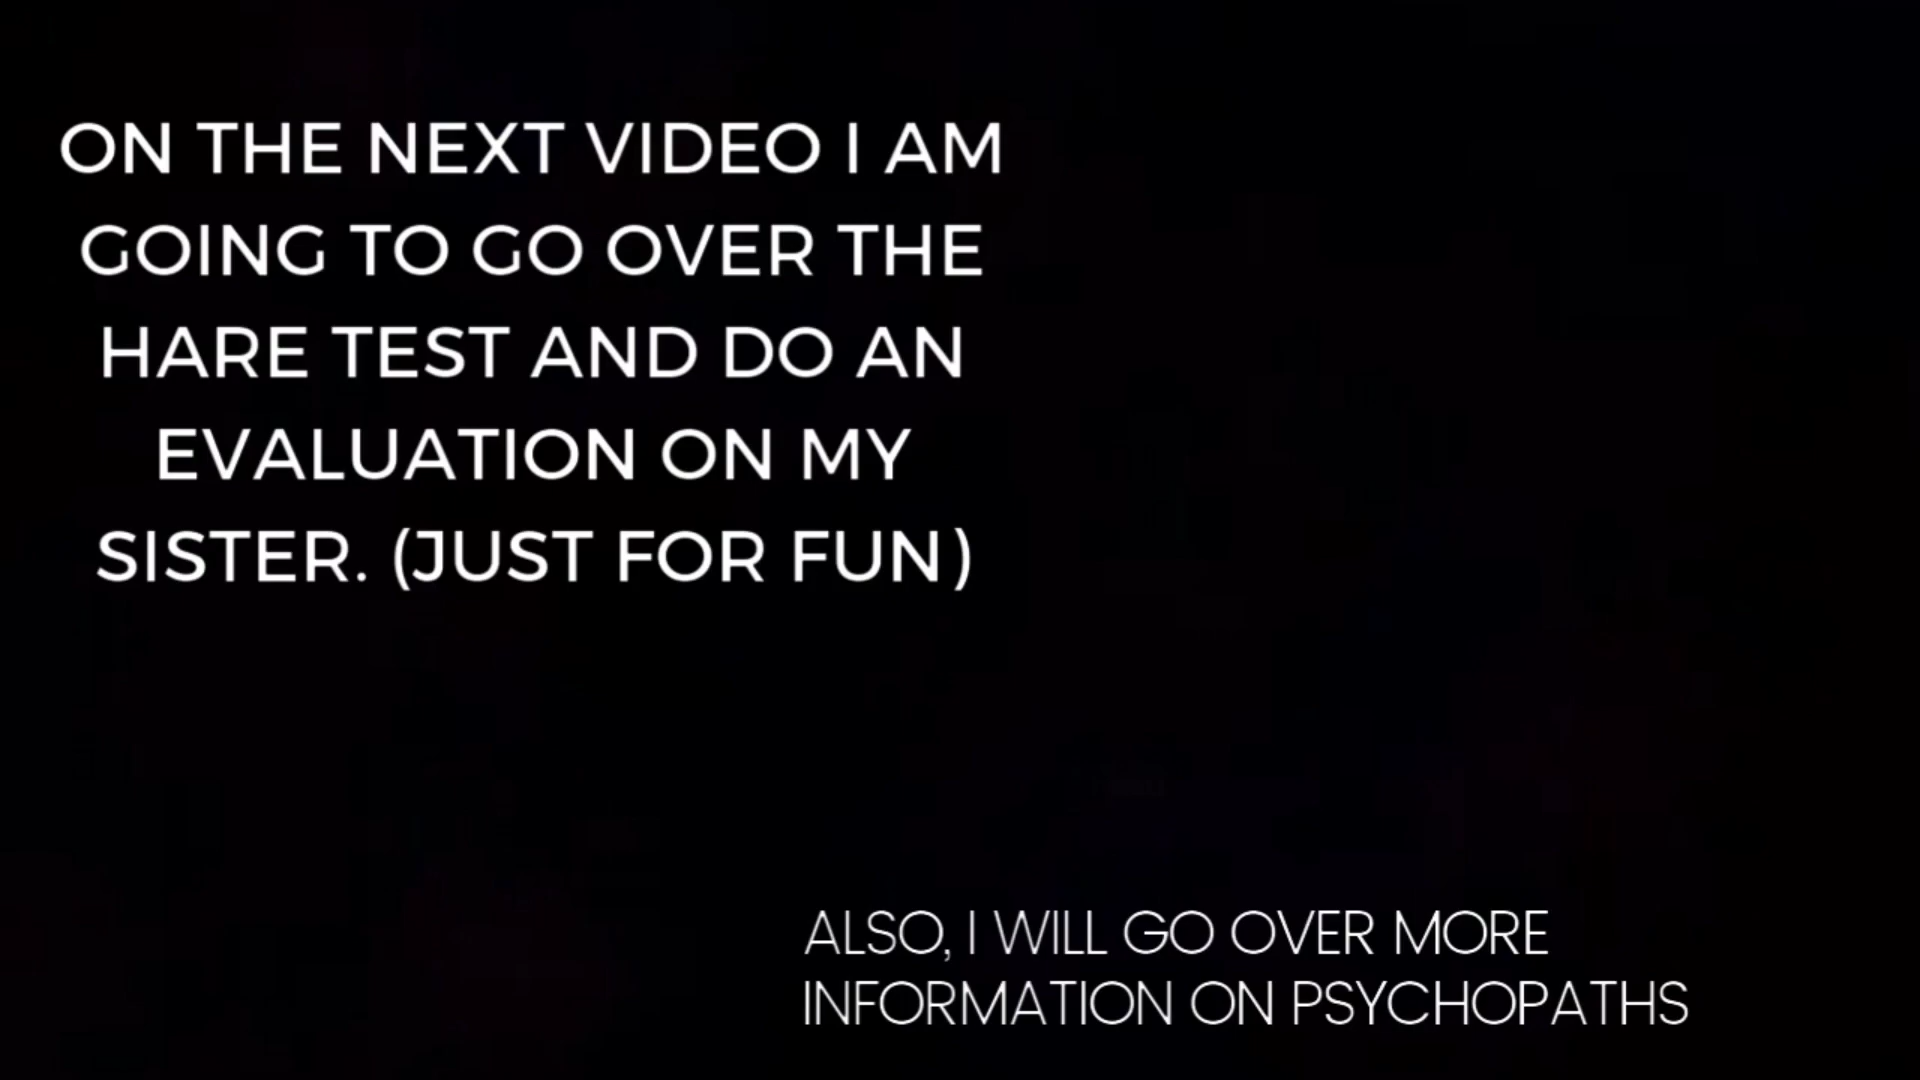 ON THE NEXT VIDEO I AM
GOING TO GO OVER THE
HARE TEST AND DO AN
EVALUATION ON MY
SISTER. (JUST FOR FUN)
ALSO, I WILL GO OVER MORE
INFORMATION ON PSYCHOPATHS